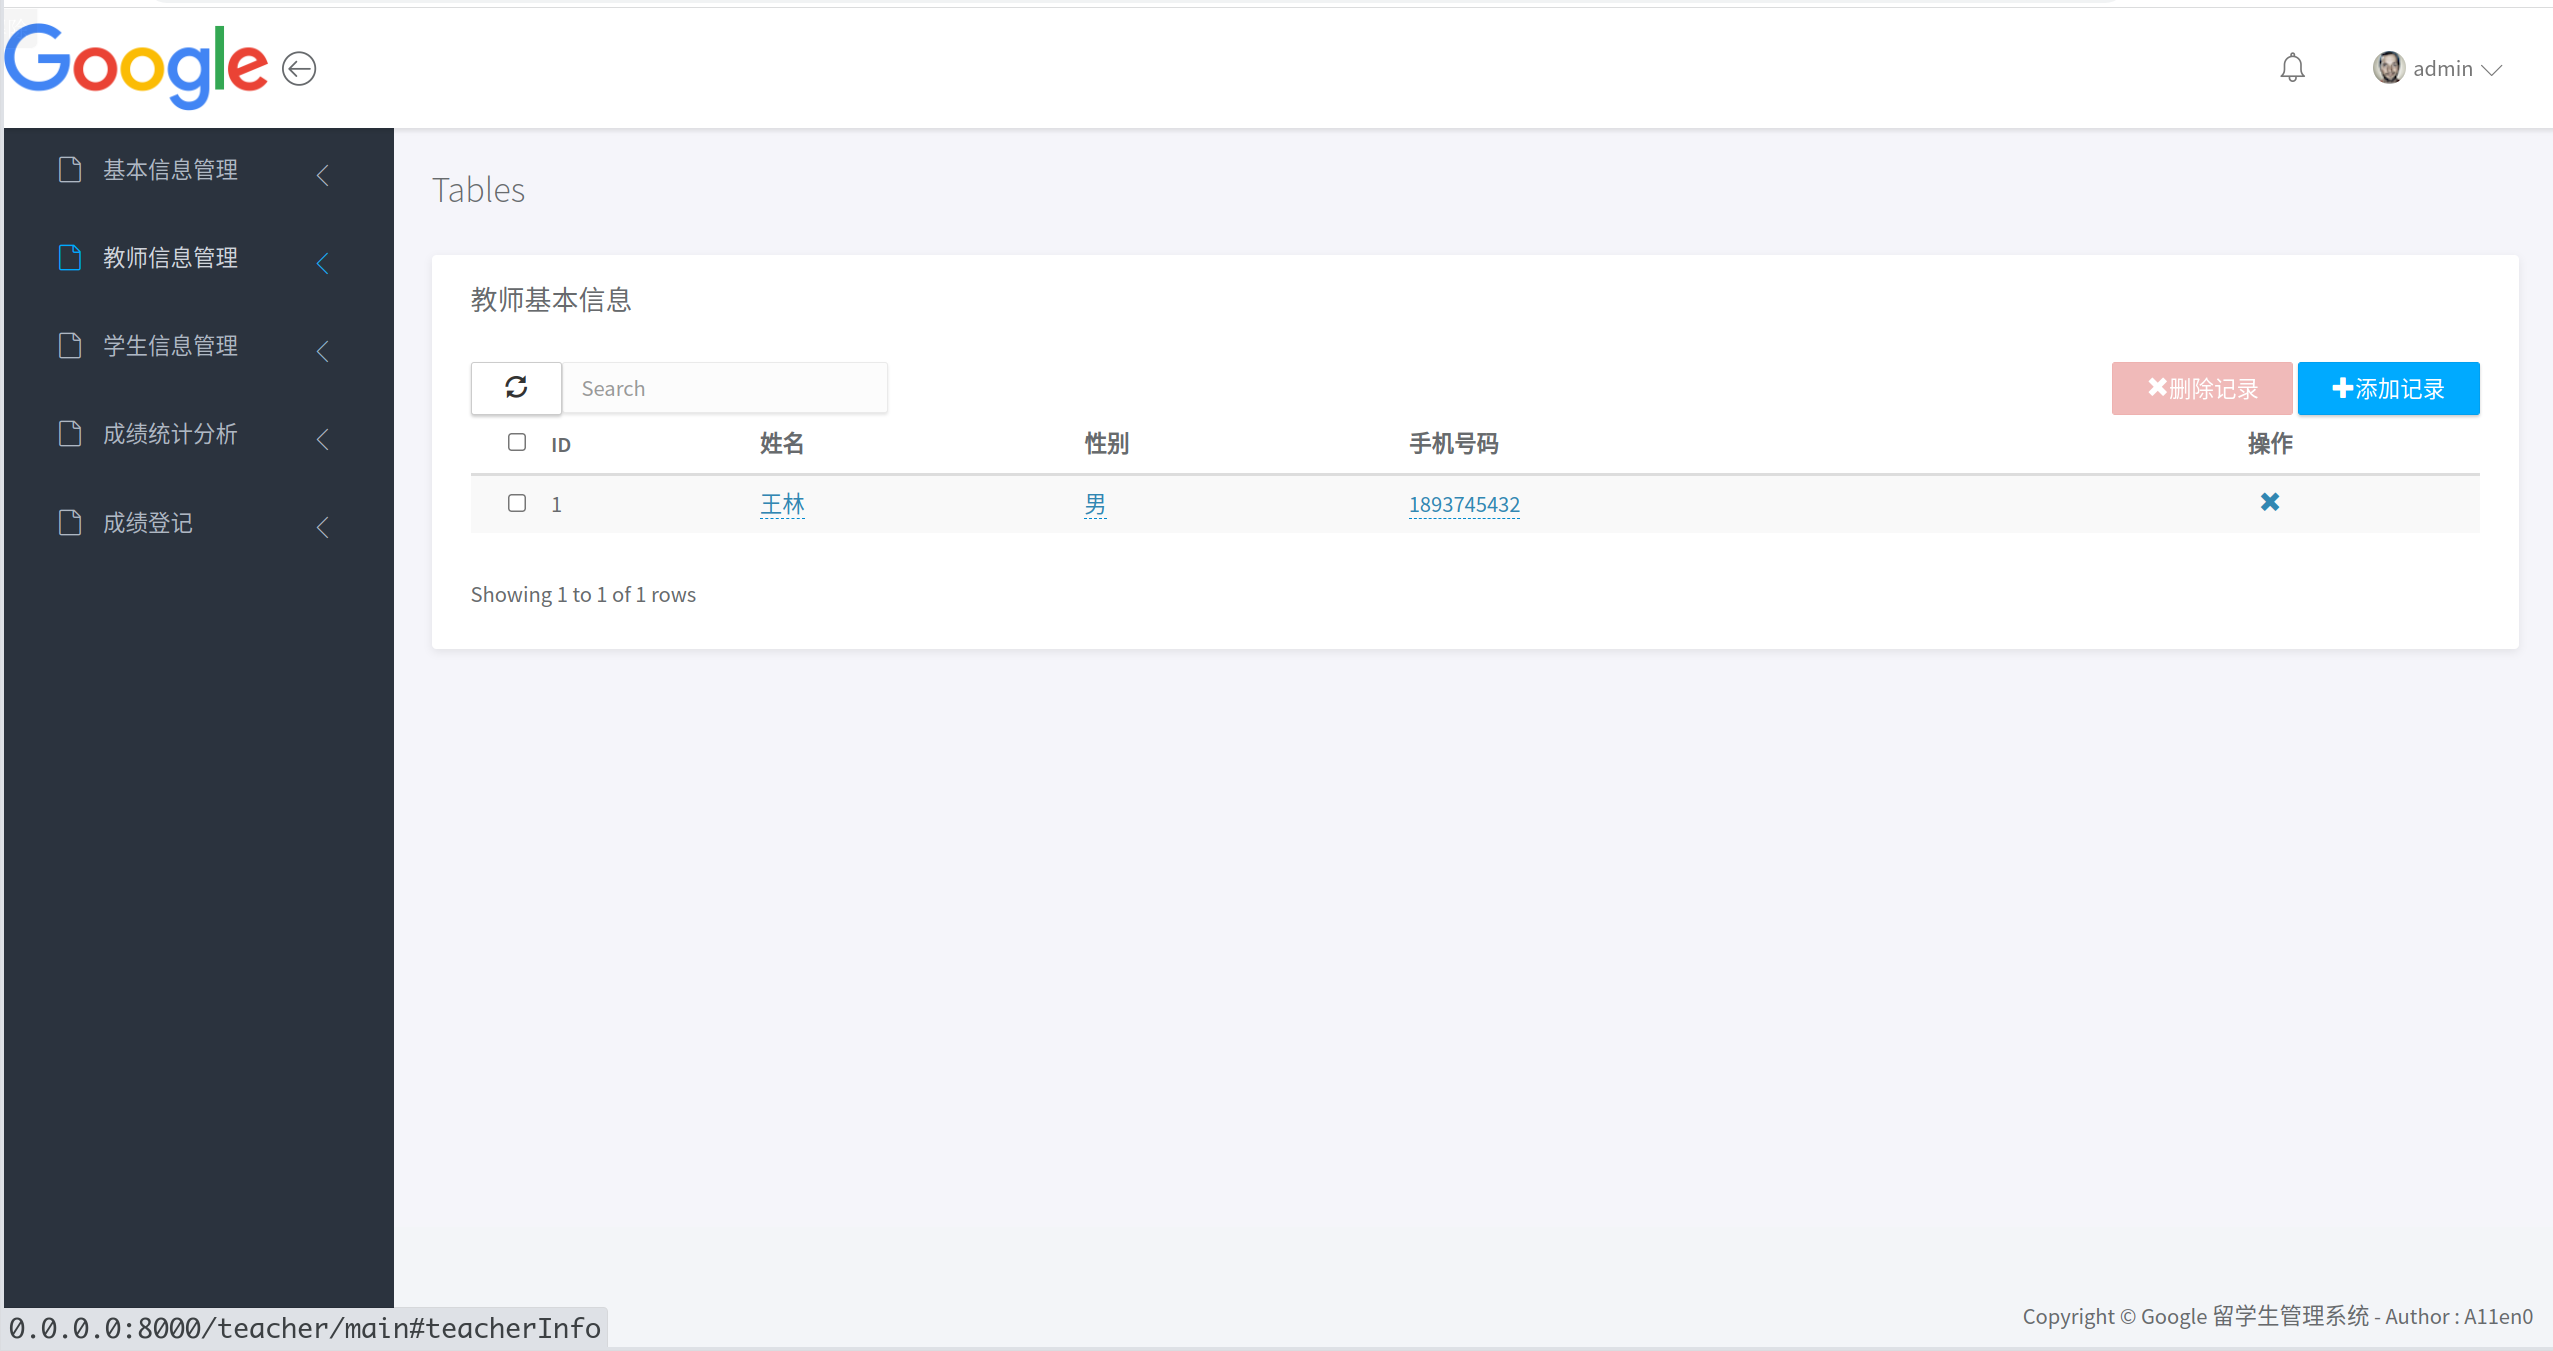 Google
admin
基本信息管理
教师信息管理
学生信息管理
成绩统计分析
成绩登记
Tables
教师基本信息
Search
删除记录 添加记录
ID 姓名 性别 手机号码 操作
1 王林 男 1893745432
Showing 1 to 1 of 1 rows
Copyright © Google 留学生管理系统 - Author : A11en0
0.0.0.0:8000/teacher/main#teacherInfo